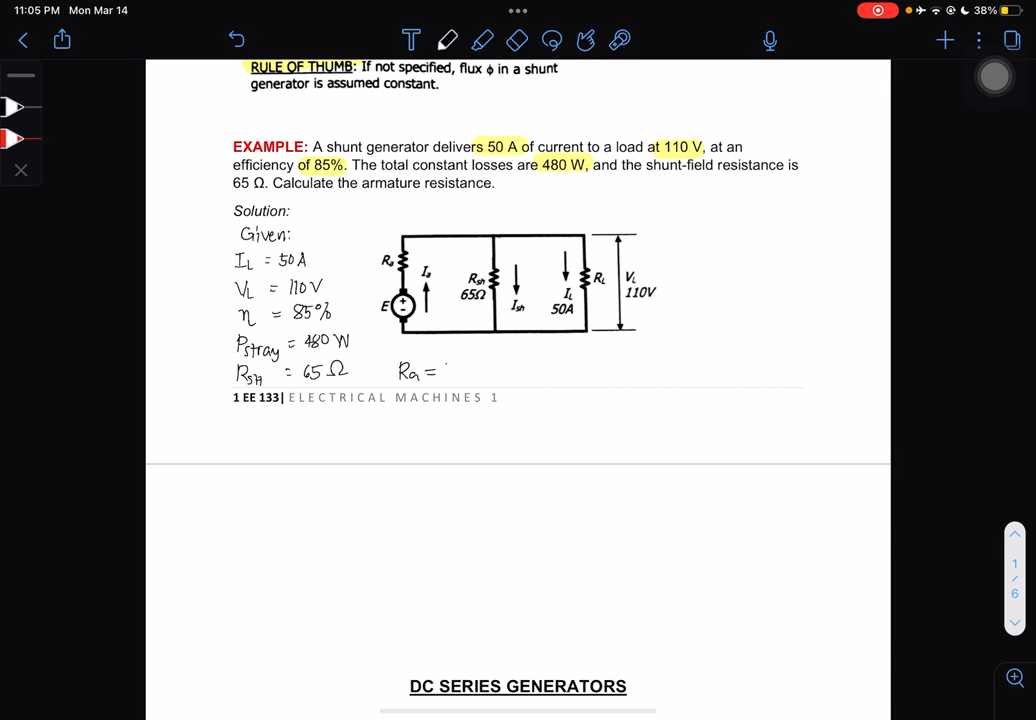 11:05 PM Mon Mar 14
38%
RULE OF THUMB: If not specified, flux ϕ in a shunt
generator is assumed constant.
EXAMPLE: A shunt generator delivers 50 A of current to a load at 110 V, at an
efficiency of 85%. The total constant losses are 480 W, and the shunt-field resistance is
65 Ω. Calculate the armature resistance.
Solution:
Given:
IL = 50A
VL = 110V
η = 85%
Pstray = 480 W
RSH = 65 Ω
Ra
Ia
E
Rsh
65Ω
Ish
IL
50A
RL
VL
110V
Ra =
1 EE 133| ELECTRICAL MACHINES 1
DC SERIES GENERATORS
1
/
6